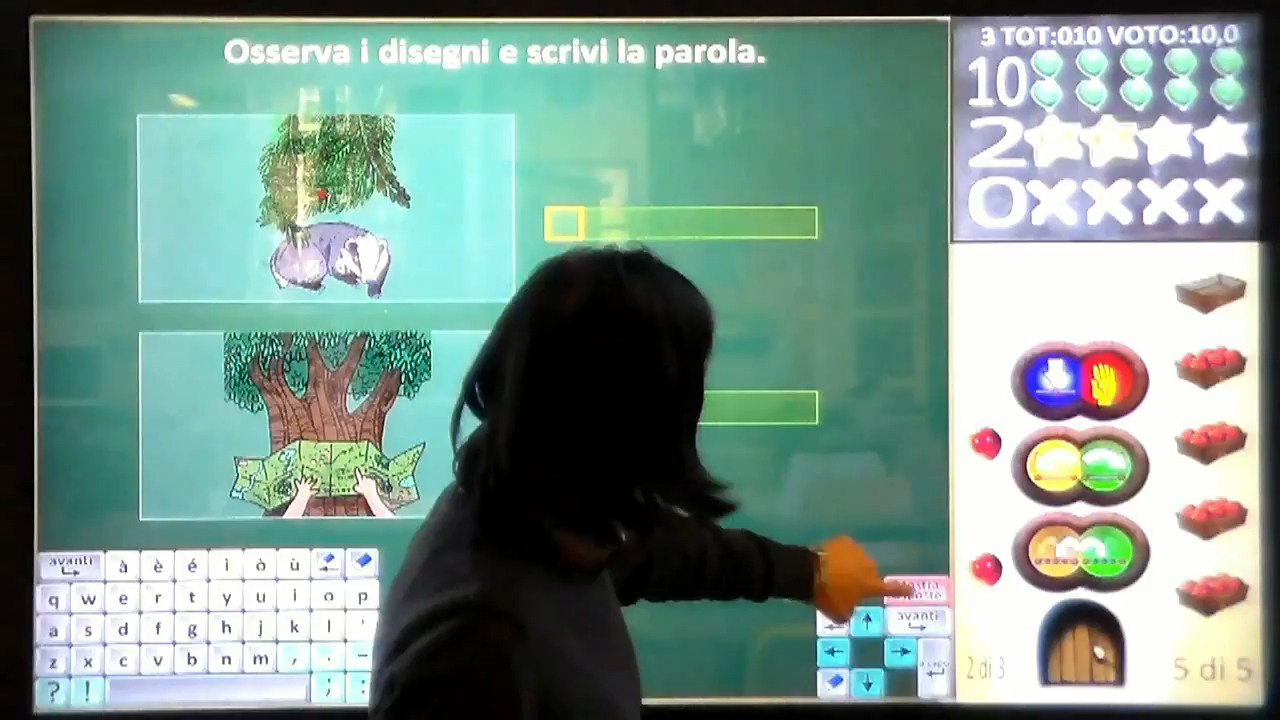 Osserva i disegni e scrivi la parola.
3 TOT:010 VOTO:10,0
10
2
0
avanti à è é ì ò ù
q w e r t y u i o p
a s d f g h j k l '
z x c v b n m , . -
? ! ; :
avanti
2 di 3
5 di 5